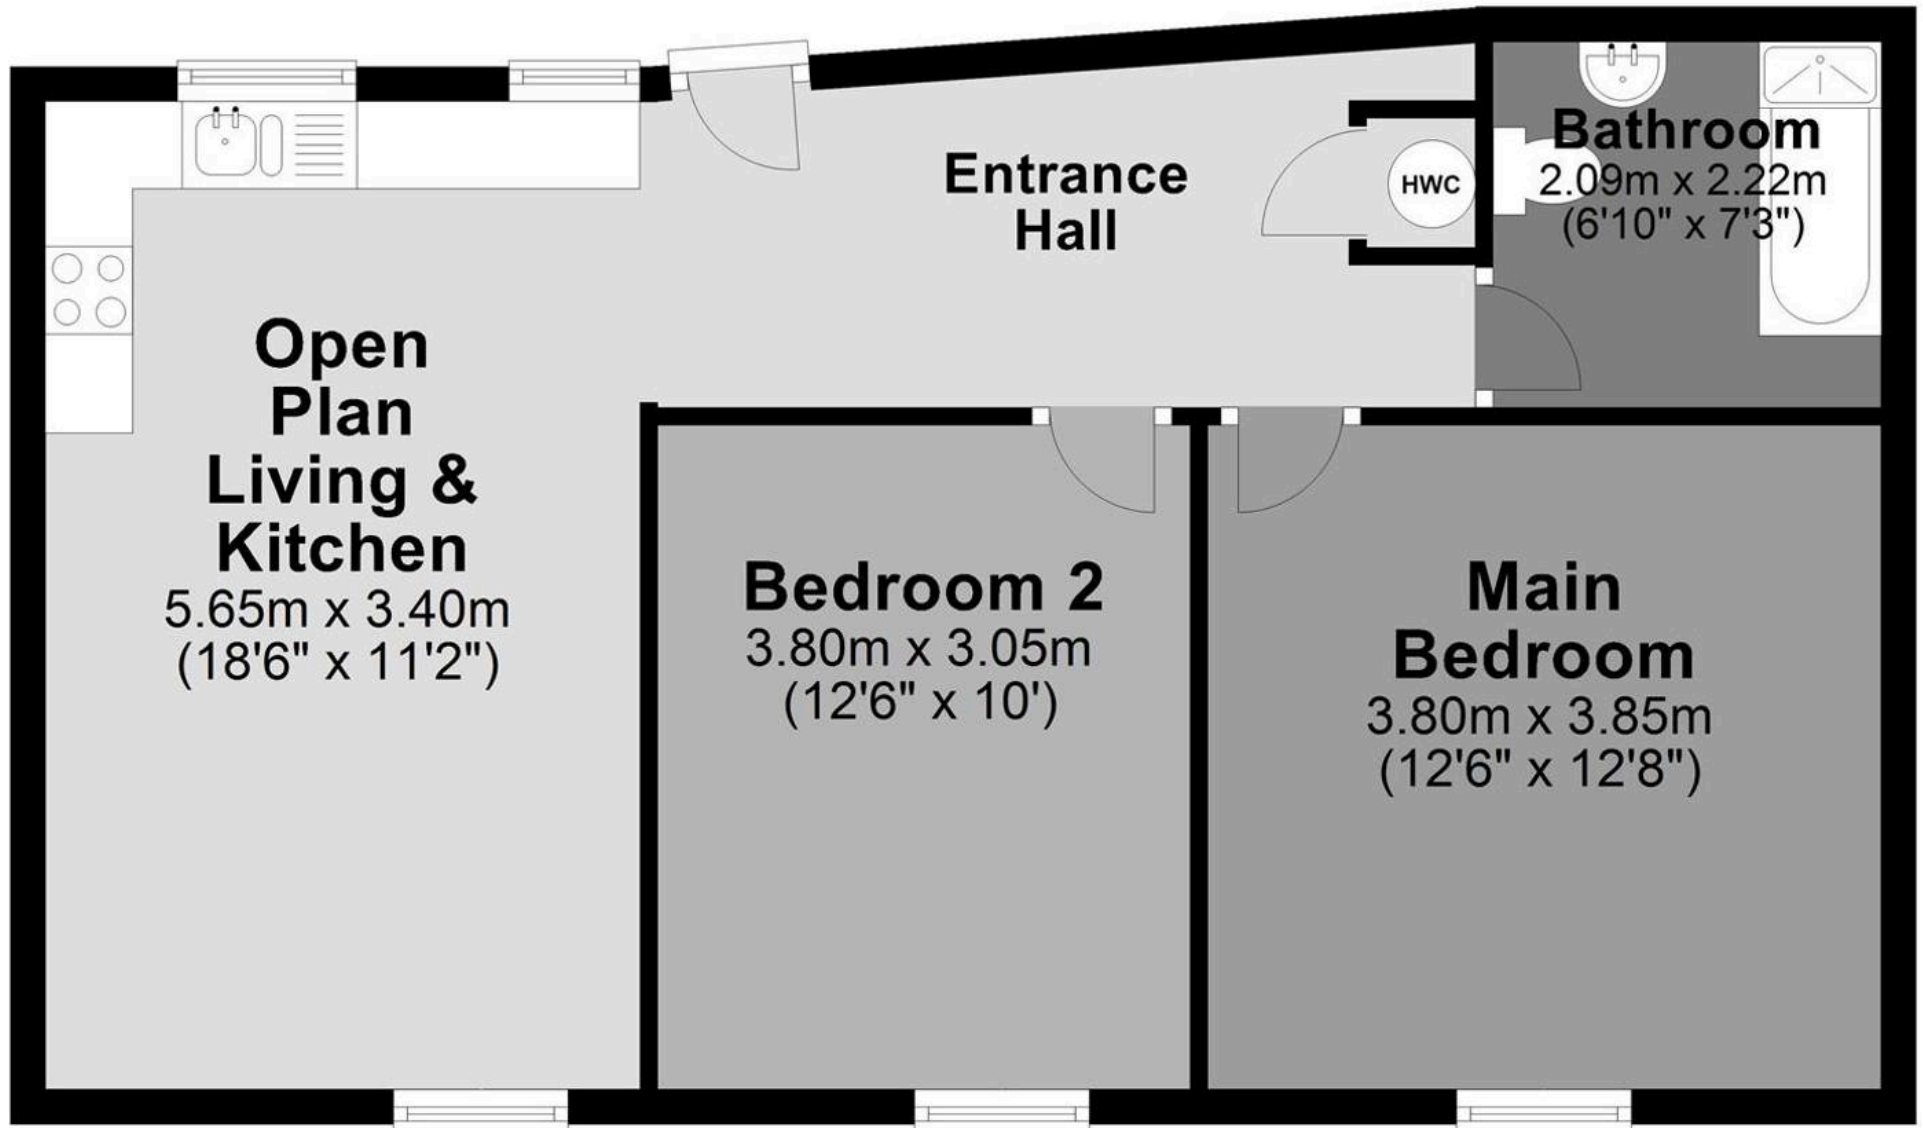 Entrance
Hall
HWC
Bathroom
2.09m x 2.22m
(6'10" x 7'3")
Open
Plan
Living &
Kitchen
5.65m x 3.40m
(18'6" x 11'2")
Bedroom 2
3.80m x 3.05m
(12'6" x 10')
Main
Bedroom
3.80m x 3.85m
(12'6" x 12'8")